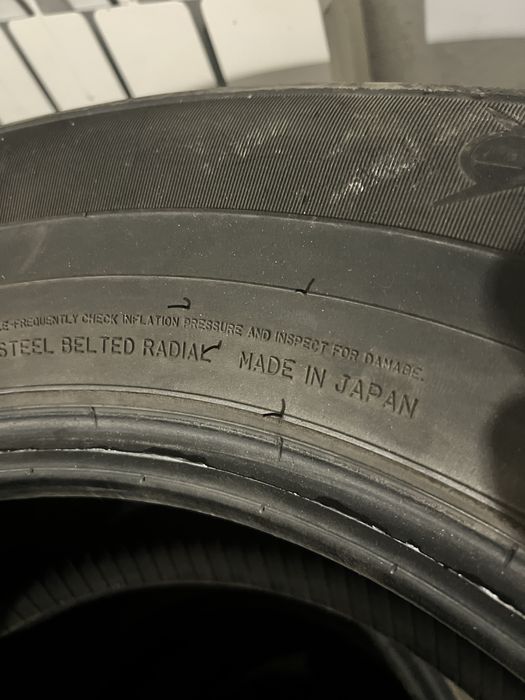 -FREQUENTLY CHECK INFLATION PRESSURE AND INSPECT FOR DAMAGE.
STEEL BELTED RADIAL MADE IN JAPAN